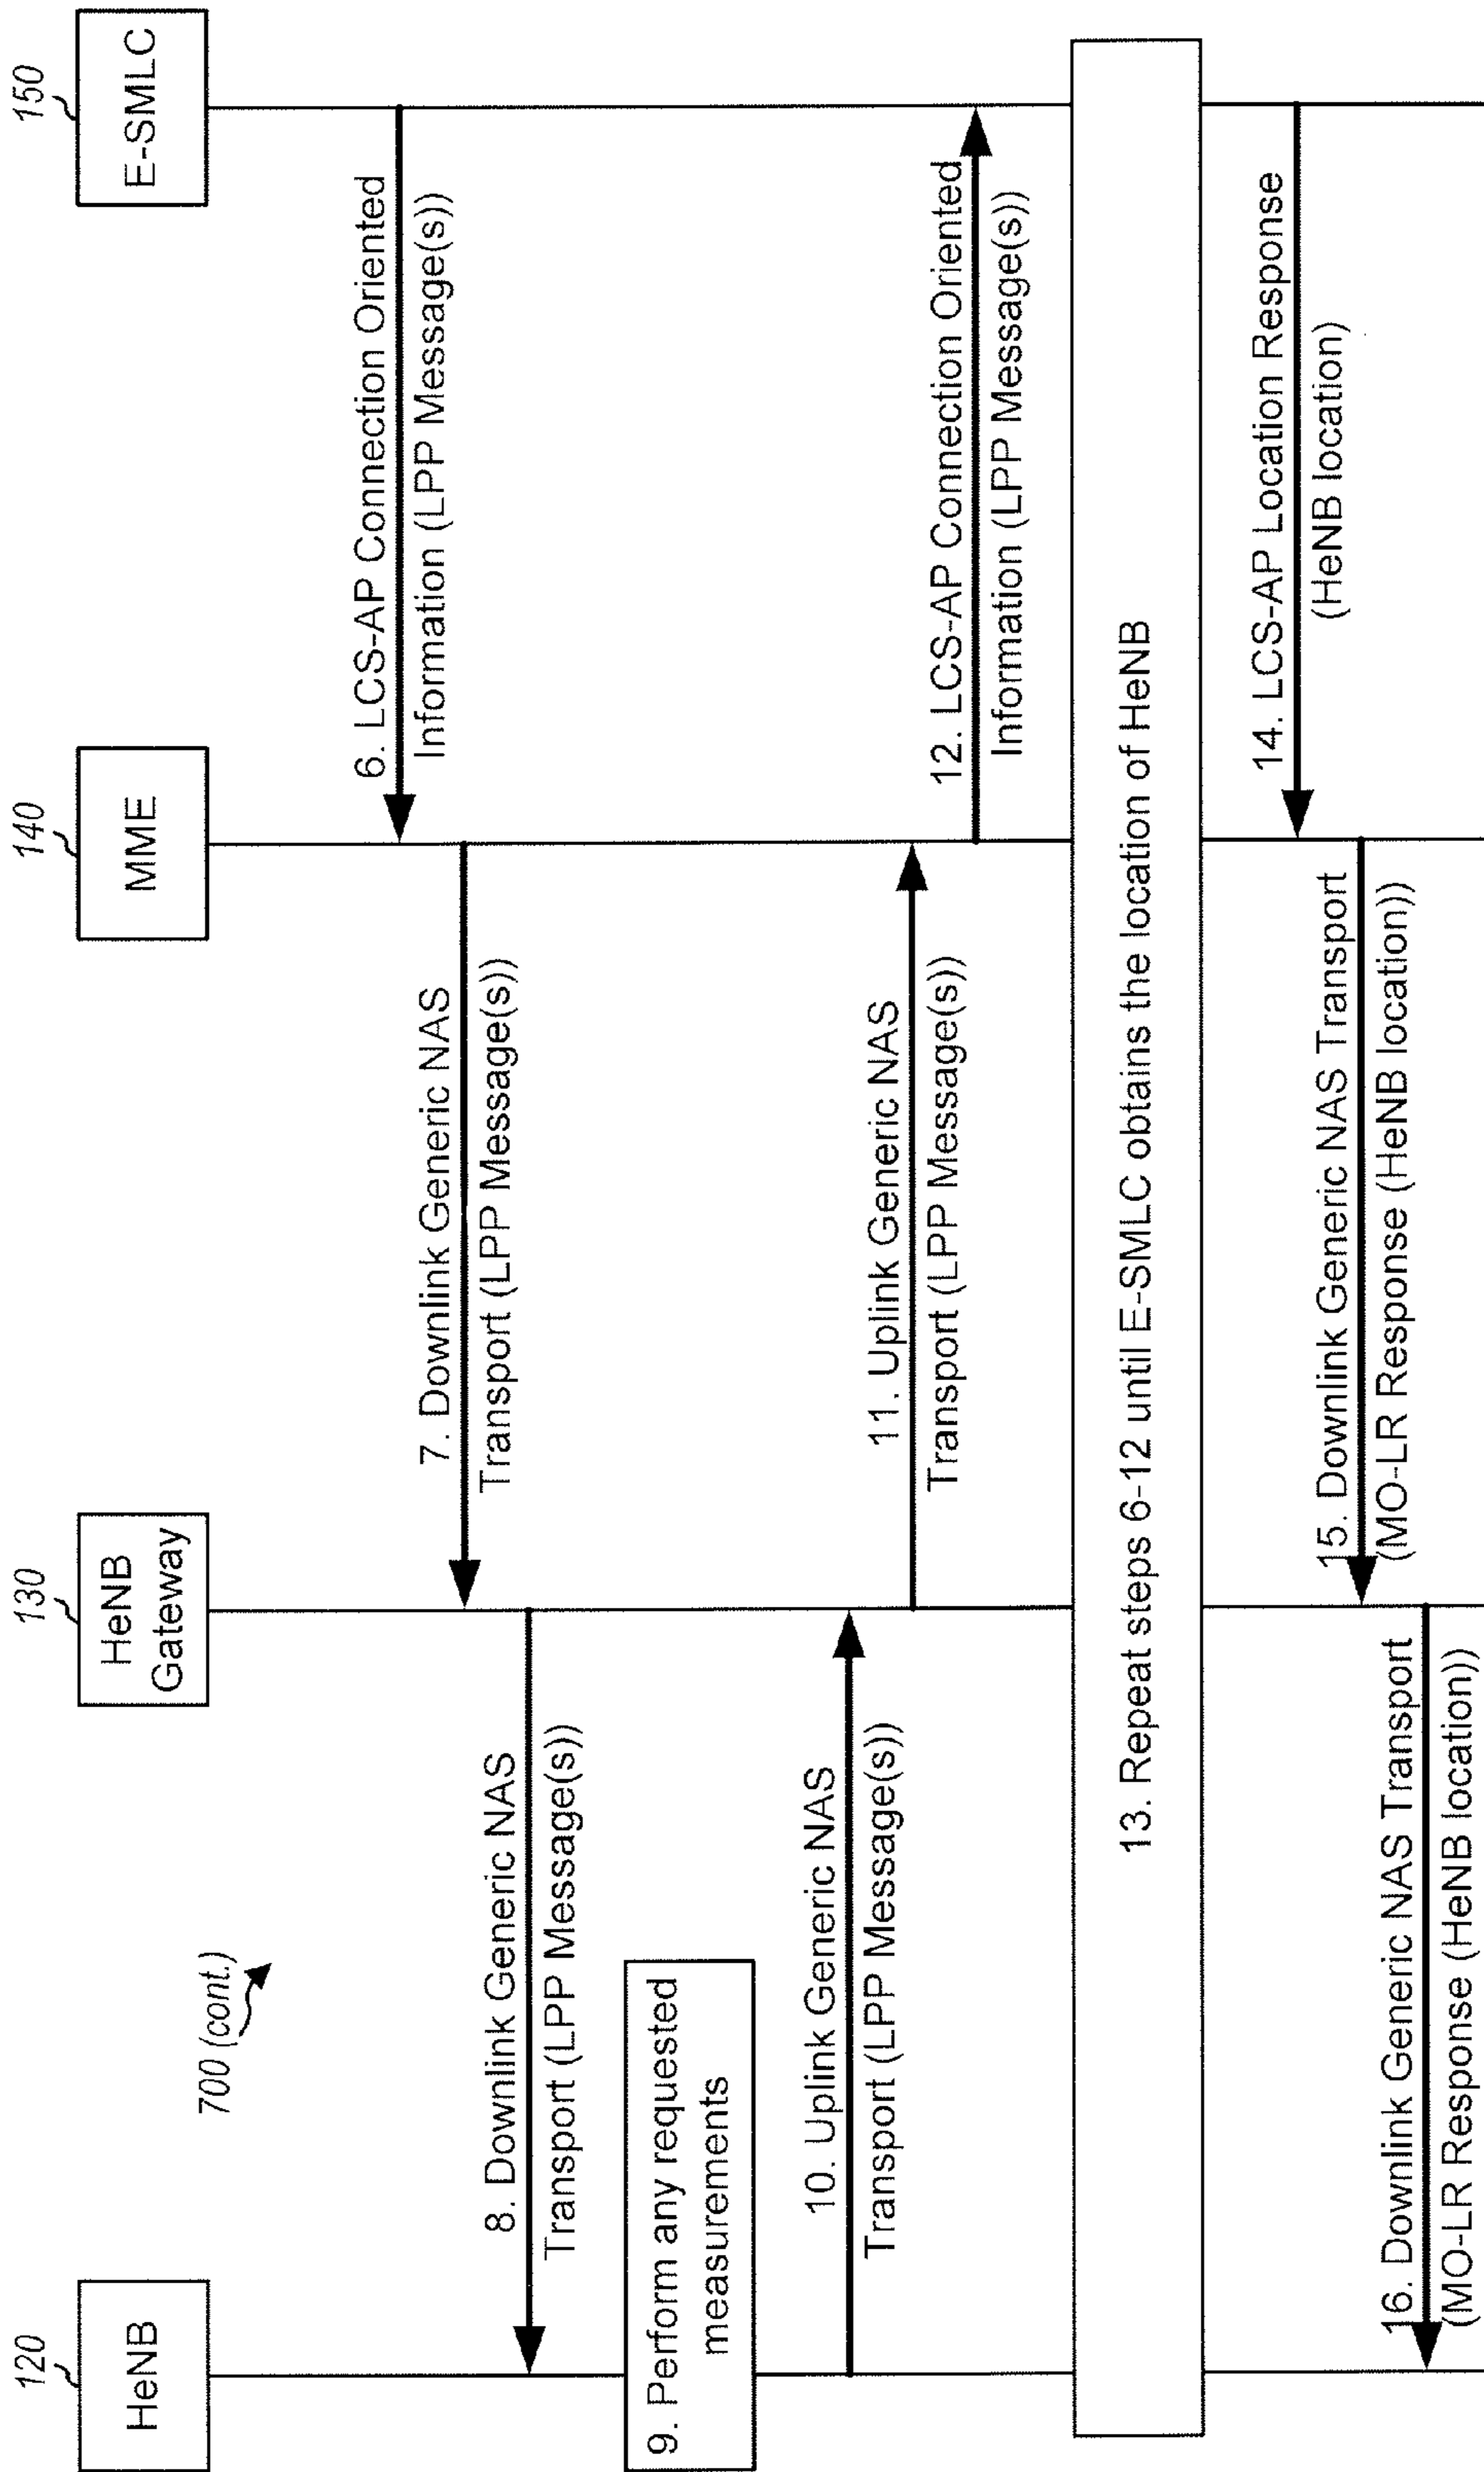 700 (cont.)
120
HeNB
130
HeNB
Gateway
140
MME
150
E-SMLC
6. LCS-AP Connection Oriented
Information (LPP Message(s))
7. Downlink Generic NAS
Transport (LPP Message(s))
8. Downlink Generic NAS
Transport (LPP Message(s))
9. Perform any requested
measurements
10. Uplink Generic NAS
Transport (LPP Message(s))
11. Uplink Generic NAS
Transport (LPP Message(s))
12. LCS-AP Connection Oriented
Information (LPP Message(s))
13. Repeat steps 6-12 until E-SMLC obtains the location of HeNB
14. LCS-AP Location Response
(HeNB location)
15. Downlink Generic NAS Transport
(MO-LR Response (HeNB location))
16. Downlink Generic NAS Transport
(MO-LR Response (HeNB location))